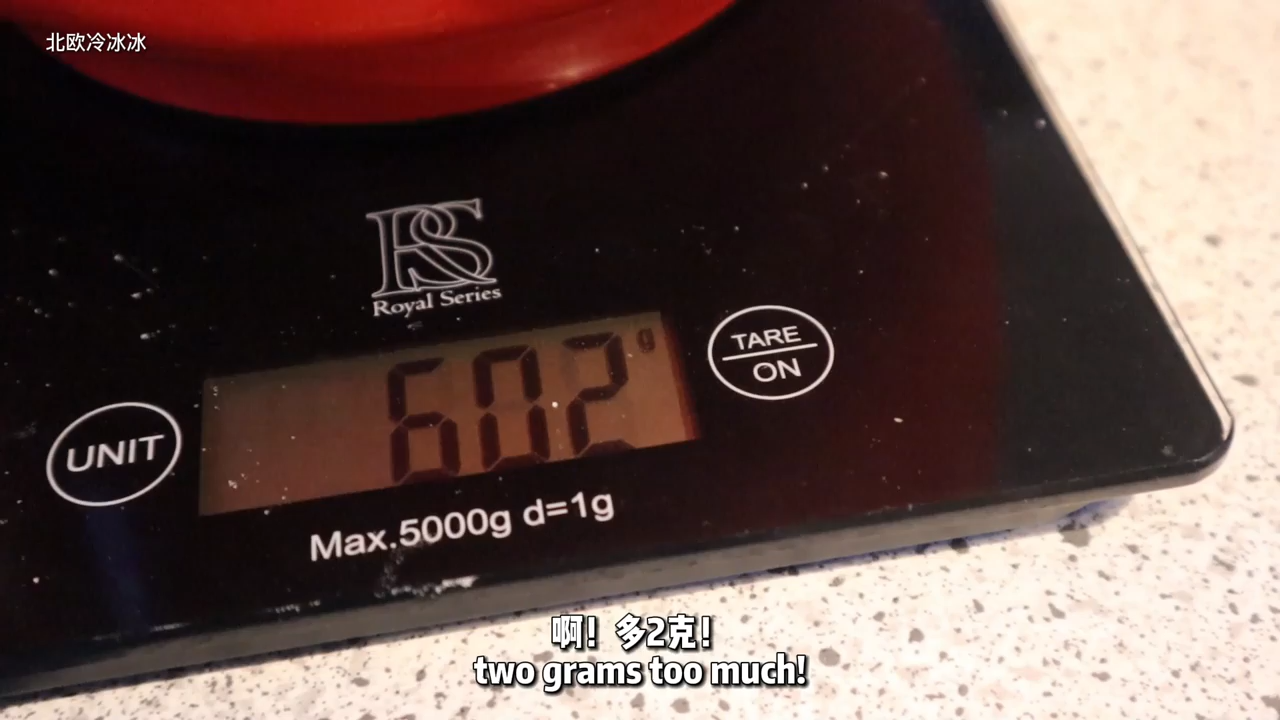 北欧冷冰冰
RS
Royal Series
TARE
ON
602 g
UNIT
Max.5000g d=1g
啊！多2克！
two grams too much!